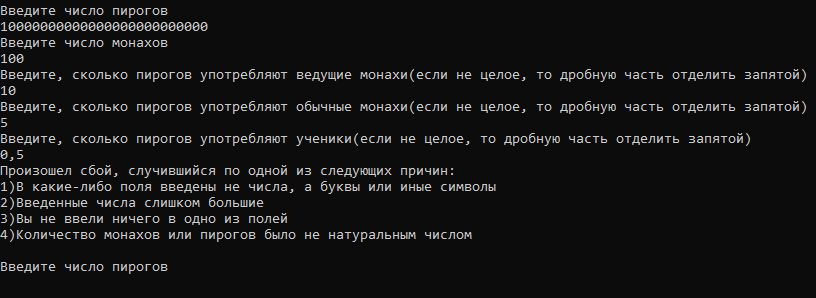 Введите число пирогов
10000000000000000000000000
Введите число монахов
100
Введите, сколько пирогов употребляют ведущие монахи(если не целое, то дробную часть отделить запятой)
10
Введите, сколько пирогов употребляют обычные монахи(если не целое, то дробную часть отделить запятой)
5
Введите, сколько пирогов употребляют ученики(если не целое, то дробную часть отделить запятой)
0,5
Произошел сбой, случившийся по одной из следующих причин:
1)В какие-либо поля введены не числа, а буквы или иные символы
2)Введенные числа слишком большие
3)Вы не ввели ничего в одно из полей
4)Количество монахов или пирогов было не натуральным числом
Введите число пирогов